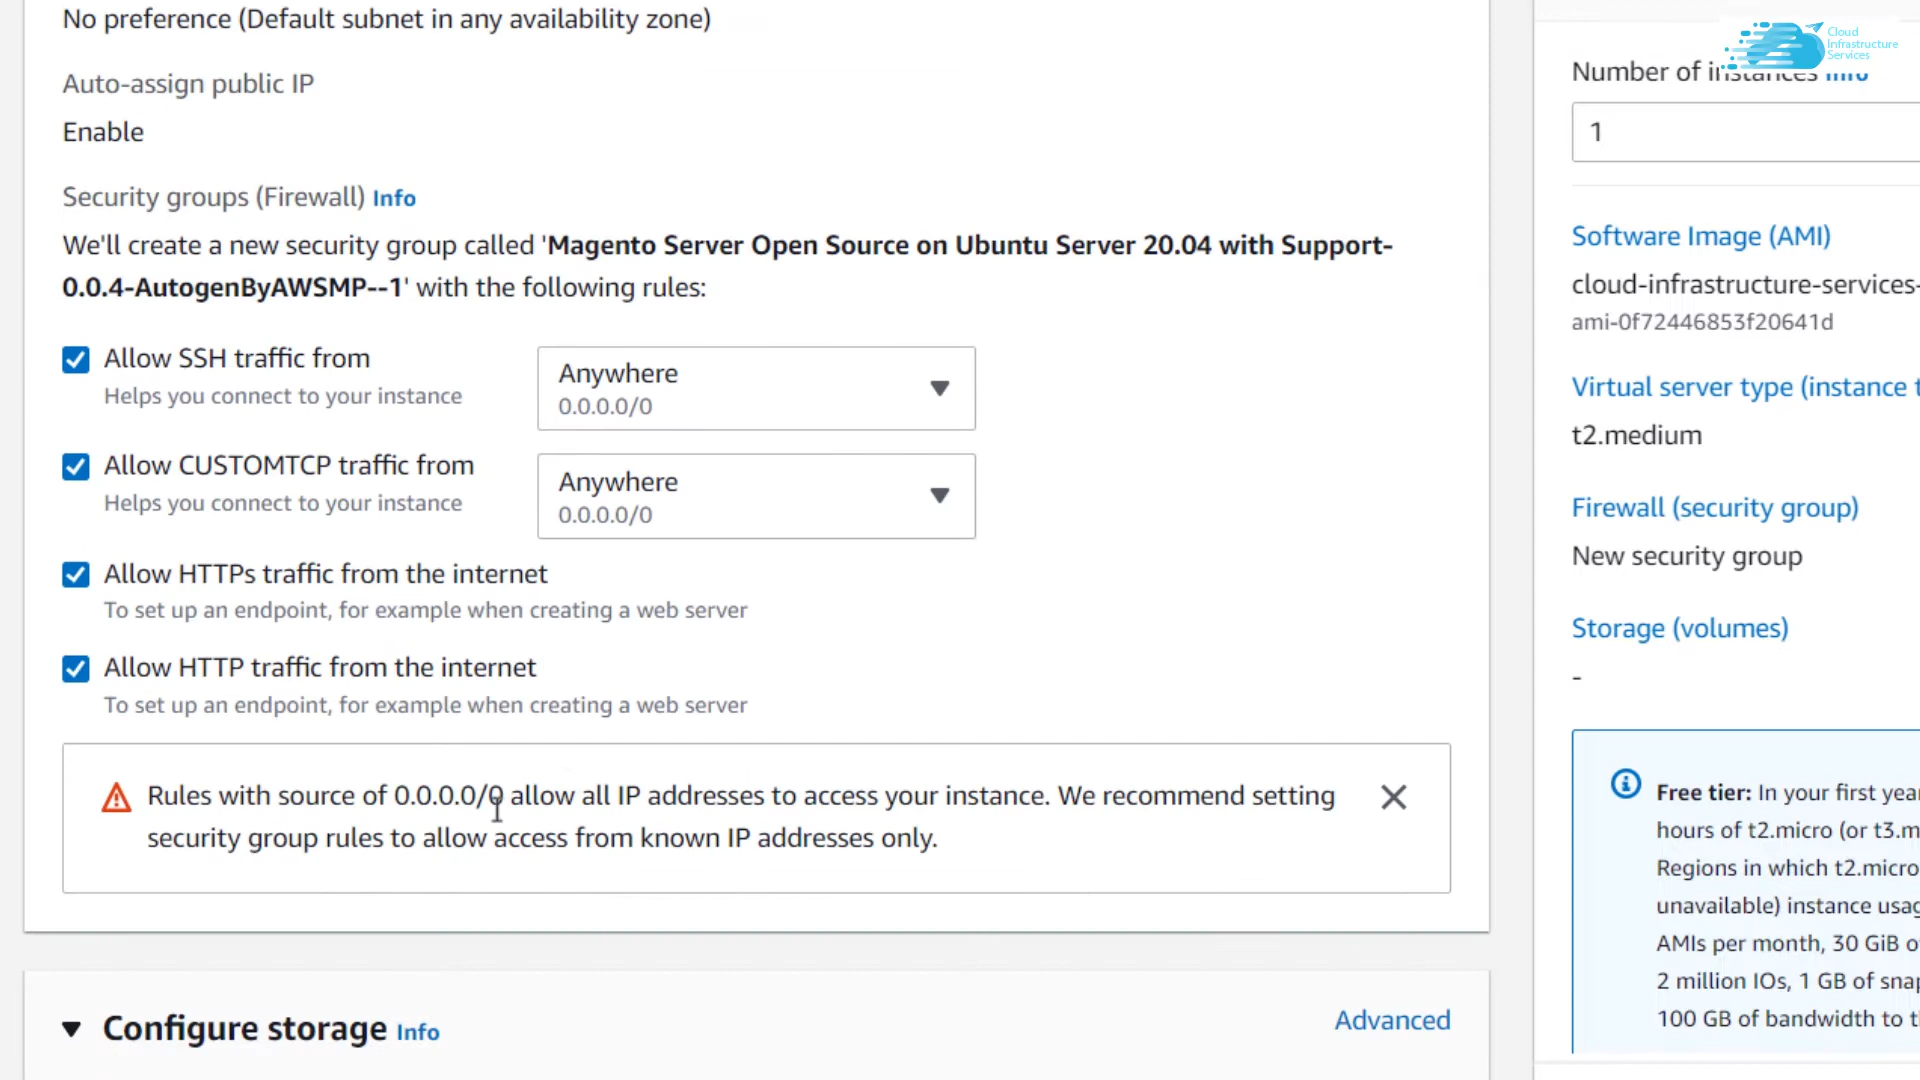 No preference (Default subnet in any availability zone)
Auto-assign public IP
Enable
Security groups (Firewall) Info
We'll create a new security group called 'Magento Server Open Source on Ubuntu Server 20.04 with Support-
0.0.4-AutogenByAWSMP--1' with the following rules:
Allow SSH traffic from
Helps you connect to your instance
Anywhere
0.0.0.0/0
Allow CUSTOMTCP traffic from
Helps you connect to your instance
Anywhere
0.0.0.0/0
Allow HTTPs traffic from the internet
To set up an endpoint, for example when creating a web server
Allow HTTP traffic from the internet
To set up an endpoint, for example when creating a web server
Rules with source of 0.0.0.0/0 allow all IP addresses to access your instance. We recommend setting
security group rules to allow access from known IP addresses only.
Configure storage Info
Advanced
Cloud
Infrastructure
Services
Number of instances Info
1
Software Image (AMI)
cloud-infrastructure-services-
ami-0f72446853f20641d
Virtual server type (instance t
t2.medium
Firewall (security group)
New security group
Storage (volumes)
-
Free tier: In your first year
hours of t2.micro (or t3.m
Regions in which t2.micro
unavailable) instance usag
AMIs per month, 30 GiB o
2 million IOs, 1 GB of snap
100 GB of bandwidth to t